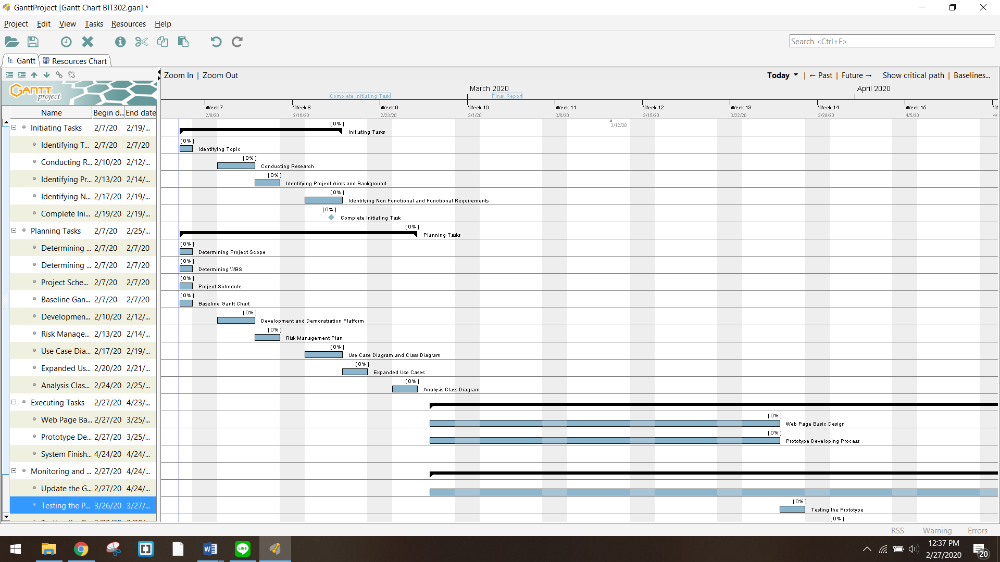 GanttProject [Gantt Chart BIT302.gan] *
Project Edit View Tasks Resources Help
Search <Ctrl+F>
Gantt Resources Chart
Zoom In | Zoom Out Today | ← Past | Future → Show critical path | Baselines...
GANTT project
March 2020 April 2020
Complete Initiating Task Final Report
Week 7 Week 8 Week 9 Week 10 Week 11 Week 12 Week 13 Week 14 Week 15 W
2/9/20 2/16/20 2/23/20 3/1/20 3/8/20 3/15/20 3/22/20 3/29/20 4/5/20 4/
Name Begin d... End date
3/12/20
Initiating Tasks 2/7/20 2/19/... [0%] Initiating Tasks
Identifying T... 2/7/20 2/7/20 [0%] Identifying Topic
Conducting R... 2/10/20 2/12/... [0%] Conducting Research
Identifying Pr... 2/13/20 2/14/... [0%] Identifying Project Aims and Background
Identifying N... 2/17/20 2/19/... [0%] Identifying Non Functional and Functional Requirements
Complete Ini... 2/19/20 2/19/... [0%] Complete Initiating Task
Planning Tasks 2/7/20 2/25/... [0%] Planning Tasks
Determining ... 2/7/20 2/7/20 [0%] Determining Project Scope
Determining ... 2/7/20 2/7/20 [0%] Determining WBS
Project Sche... 2/7/20 2/7/20 [0%] Project Schedule
Baseline Gan... 2/7/20 2/7/20 [0%] Baseline Gantt Chart
Developmen... 2/10/20 2/12/... [0%] Development and Demonstration Platform
Risk Manage... 2/13/20 2/14/... [0%] Risk Management Plan
Use Case Dia... 2/17/20 2/19/... [0%] Use Case Diagram and Class Diagram
Expanded Us... 2/20/20 2/21/... [0%] Expanded Use Cases
Analysis Clas... 2/24/20 2/25/... [0%] Analysis Class Diagram
Executing Tasks 2/27/20 4/23/...
Web Page Ba... 2/27/20 3/25/... [0%] Web Page Basic Design
Prototype De... 2/27/20 3/25/... [0%] Prototype Developing Process
System Finish... 4/24/20 4/24/...
Monitoring and ... 2/27/20 4/24/...
Update the G... 2/27/20 4/24/...
Testing the P... 3/26/20 3/27/... [0%] Testing the Prototype
[0%]
RSS Warning Errors
12:37 PM
2/27/2020
20